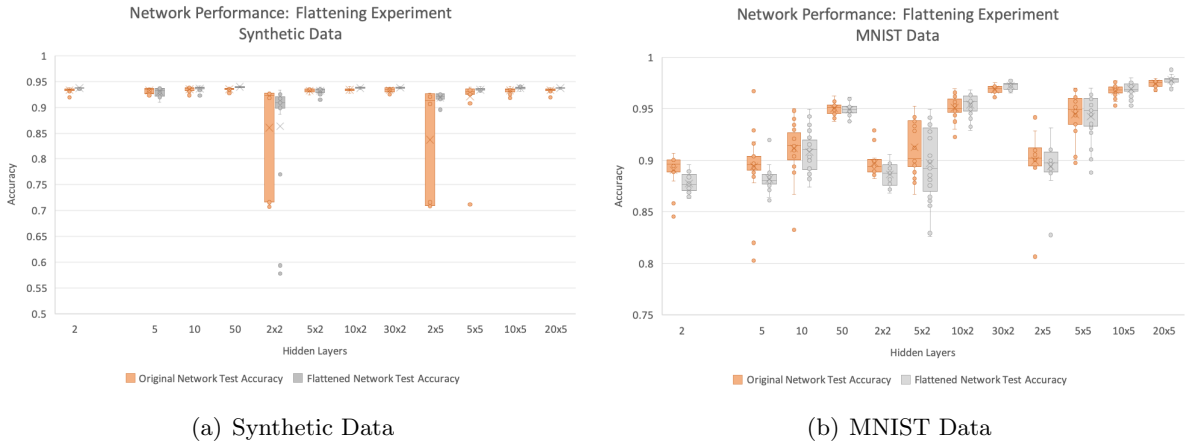 Network Performance: Flattening Experiment
Synthetic Data
1
0.95
0.9
0.85
0.8
0.75
0.7
0.65
0.6
0.55
0.5
Accuracy
2 5 10 50 2x2 5x2 10x2 30x2 2x5 5x5 10x5 20x5
Hidden Layers
Original Network Test Accuracy Flattened Network Test Accuracy
(a) Synthetic Data
Network Performance: Flattening Experiment
MNIST Data
1
0.95
0.9
0.85
0.8
0.75
Accuracy
2 5 10 50 2x2 5x2 10x2 30x2 2x5 5x5 10x5 20x5
Hidden Layers
Original Network Test Accuracy Flattened Network Test Accuracy
(b) MNIST Data